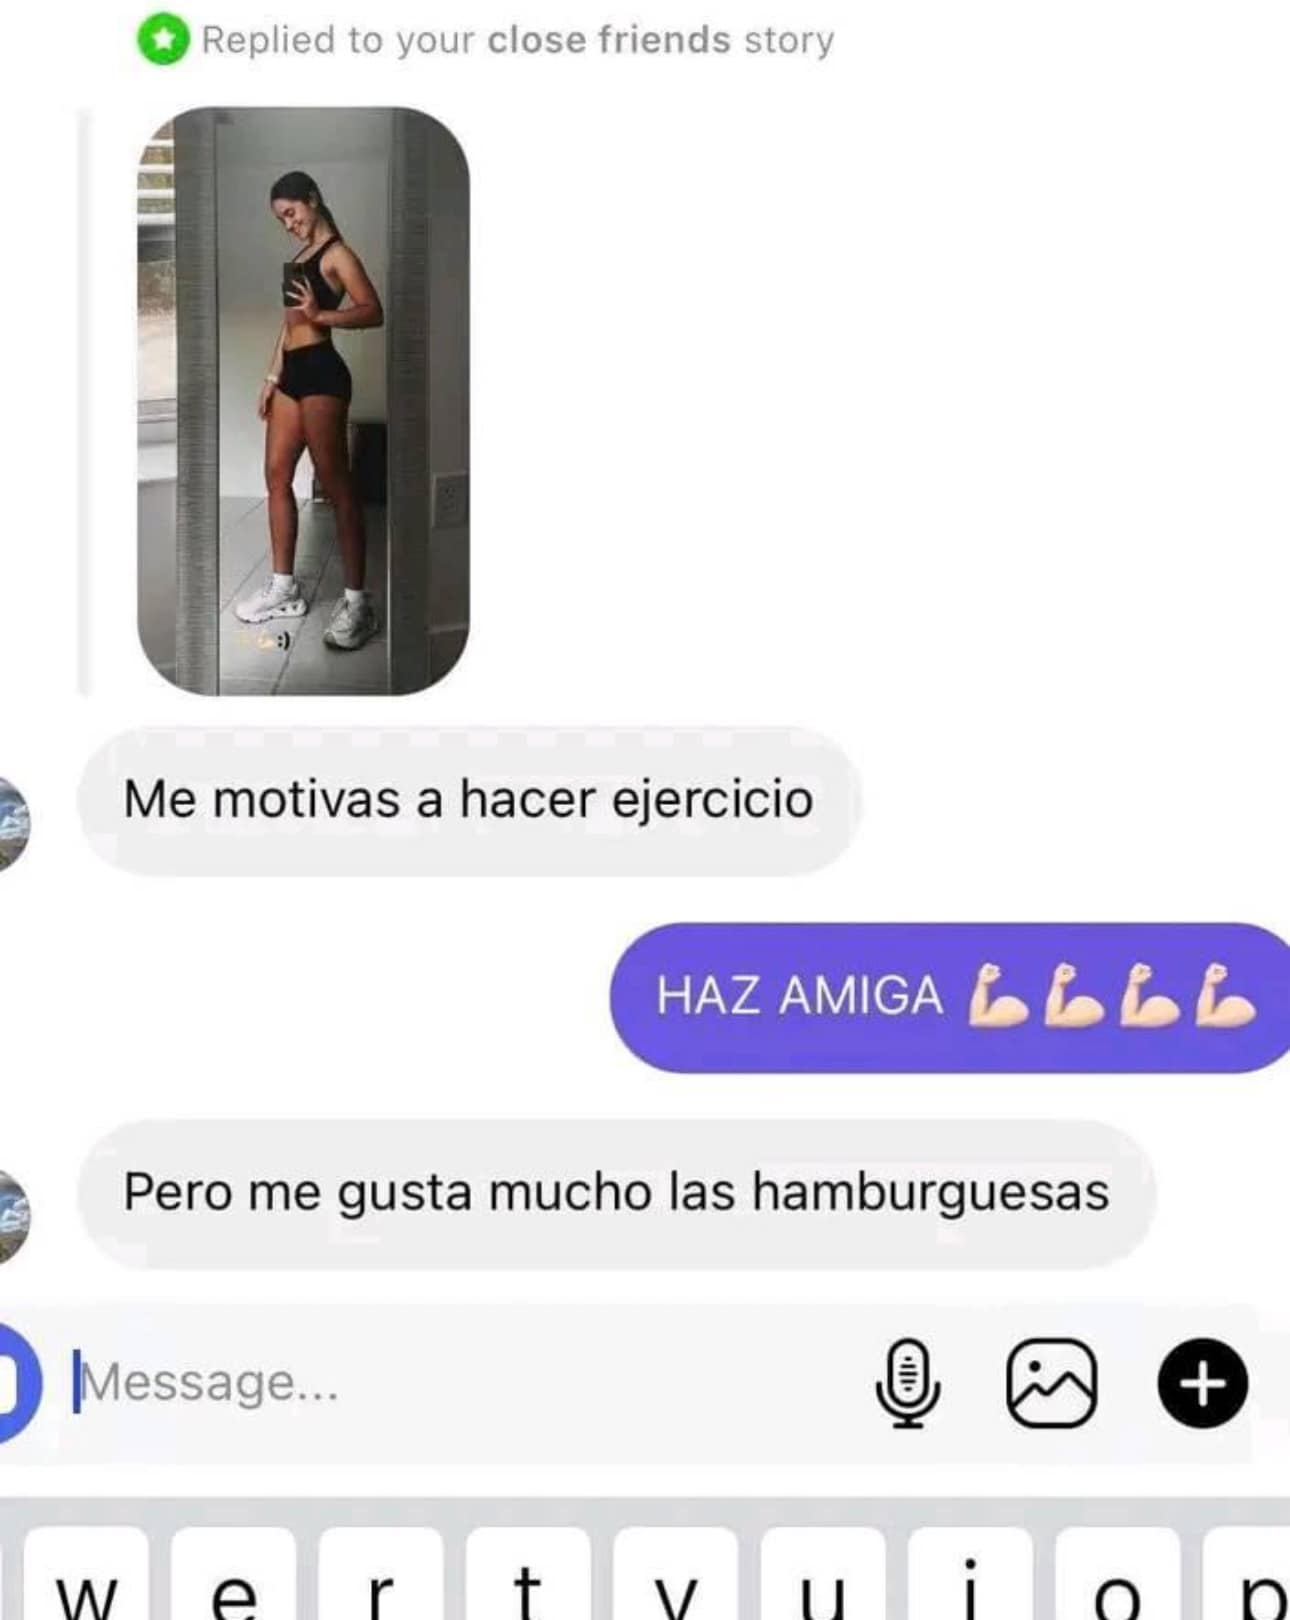 Replied to your close friends story
:)
Me motivas a hacer ejercicio
HAZ AMIGA 💪🏻💪🏻💪🏻💪🏻
Pero me gusta mucho las hamburguesas
Message...
w e r t y u i o p